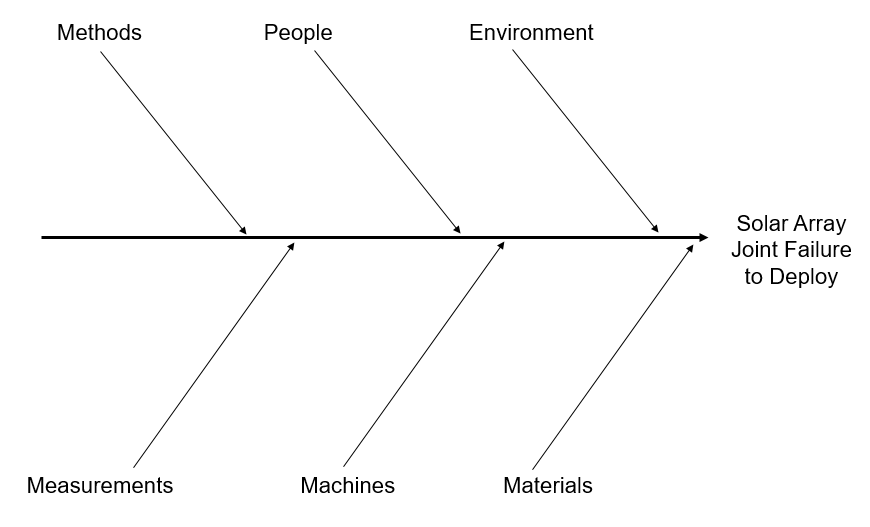 Methods
People
Environment
Solar Array
Joint Failure
to Deploy
Measurements
Machines
Materials